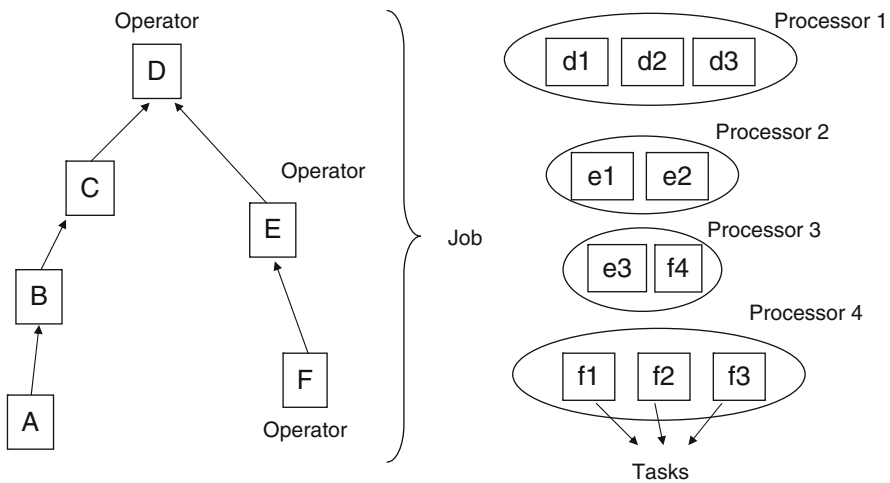 Operator
D
C
Operator
E
B
F
A
Operator
Job
Processor 1
d1 d2 d3
Processor 2
e1 e2
Processor 3
e3 f4
Processor 4
f1 f2 f3
Tasks